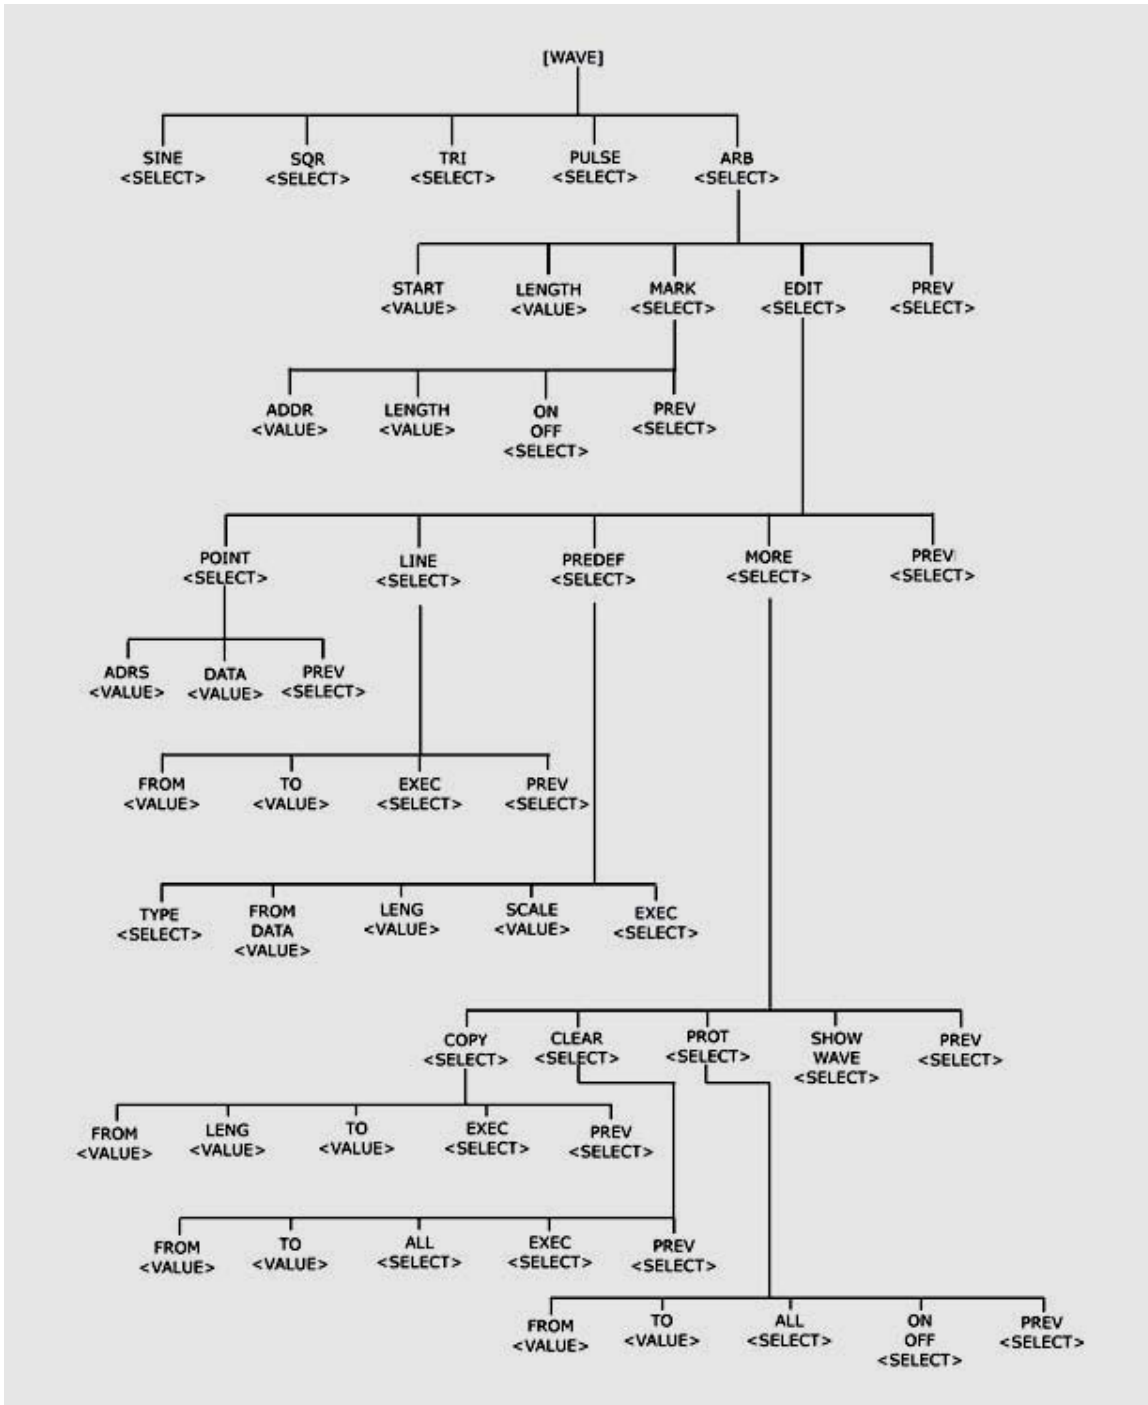 [WAVE]
SINE SQR TRI PULSE ARB
<SELECT> <SELECT> <SELECT> <SELECT> <SELECT>
START LENGTH MARK EDIT PREV
<VALUE> <VALUE> <SELECT> <SELECT> <SELECT>
ADDR LENGTH ON PREV
<VALUE> <VALUE> OFF <SELECT>
<SELECT>
POINT LINE PREDEF MORE PREV
<SELECT> <SELECT> <SELECT> <SELECT> <SELECT>
ADRS DATA PREV
<VALUE> <VALUE> <SELECT>
FROM TO EXEC PREV
<VALUE> <VALUE> <SELECT> <SELECT>
TYPE FROM LENG SCALE EXEC
<SELECT> DATA <VALUE> <VALUE> <SELECT>
<VALUE>
COPY CLEAR PROT SHOW PREV
<SELECT> <SELECT> <SELECT> WAVE <SELECT>
<SELECT>
FROM LENG TO EXEC PREV
<VALUE> <VALUE> <VALUE> <SELECT> <SELECT>
FROM TO ALL EXEC PREV
<VALUE> <VALUE> <SELECT> <SELECT> <SELECT>
FROM TO ALL ON PREV
<VALUE> <VALUE> <SELECT> OFF <SELECT>
<SELECT>